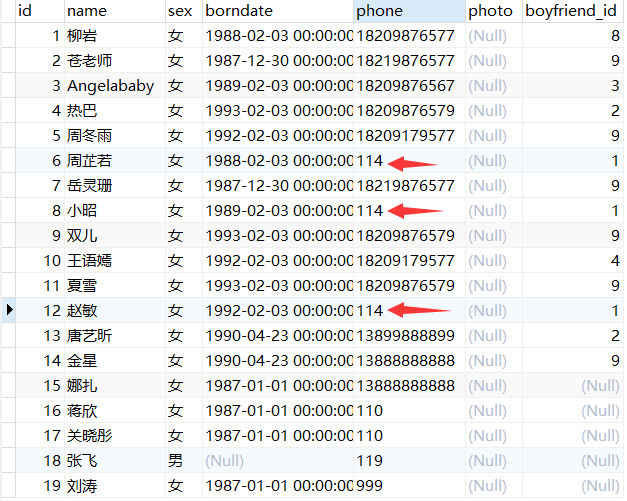 id name sex borndate phone photo boyfriend_id
1 柳岩 女 1988-02-03 00:00:00 18209876577 (Null) 8
2 苍老师 女 1987-12-30 00:00:00 18219876577 (Null) 9
3 Angelababy 女 1989-02-03 00:00:00 18209876567 (Null) 3
4 热巴 女 1993-02-03 00:00:00 18209876579 (Null) 2
5 周冬雨 女 1992-02-03 00:00:00 18209179577 (Null) 9
6 周芷若 女 1988-02-03 00:00:00 114 (Null) 1
7 岳灵珊 女 1987-12-30 00:00:00 18219876577 (Null) 9
8 小昭 女 1989-02-03 00:00:00 114 (Null) 1
9 双儿 女 1993-02-03 00:00:00 18209876579 (Null) 9
10 王语嫣 女 1992-02-03 00:00:00 18209179577 (Null) 4
11 夏雪 女 1993-02-03 00:00:00 18209876579 (Null) 9
12 赵敏 女 1992-02-03 00:00:00 114 (Null) 1
13 唐艺昕 女 1990-04-23 00:00:00 13899888899 (Null) 2
14 金星 女 1990-04-23 00:00:00 13888888888 (Null) 9
15 娜扎 女 1987-01-01 00:00:00 13888888888 (Null) (Null)
16 蒋欣 女 1987-01-01 00:00:00 110 (Null) (Null)
17 关晓彤 女 1987-01-01 00:00:00 110 (Null) (Null)
18 张飞 男 (Null) 119 (Null) (Null)
19 刘涛 女 1987-01-01 00:00:00 999 (Null) (Null)